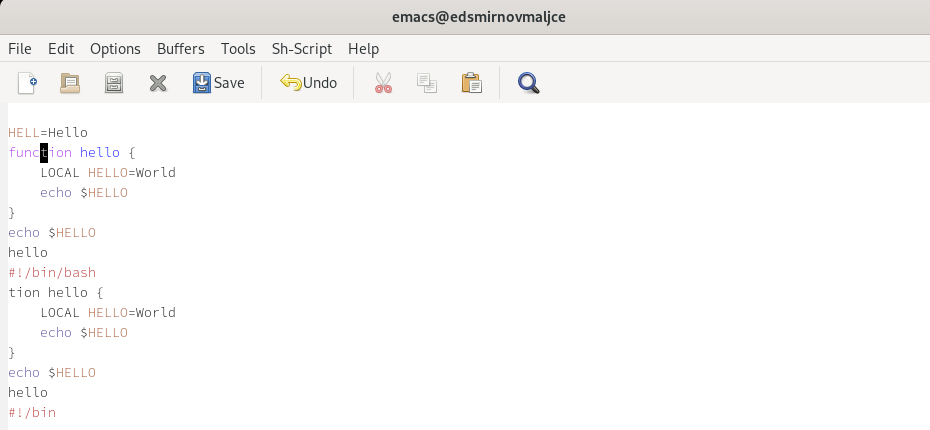 emacs@edsmirnovmaljce
File Edit Options Buffers Tools Sh-Script Help
Save Undo
HELL=Hello
function hello {
    LOCAL HELLO=World
    echo $HELLO
}
echo $HELLO
hello
#!/bin/bash
tion hello {
    LOCAL HELLO=World
    echo $HELLO
}
echo $HELLO
hello
#!/bin